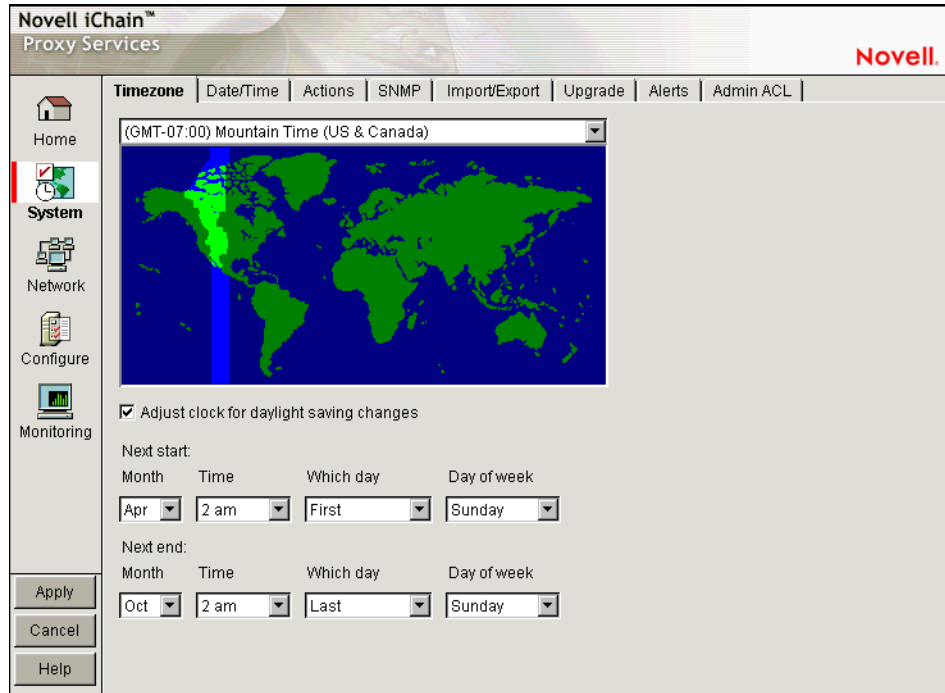 Novell iChain™
Proxy Services
Novell.
Timezone Date/Time Actions SNMP Import/Export Upgrade Alerts Admin ACL
Home
System
Network
Configure
Monitoring
(GMT-07:00) Mountain Time (US & Canada)
Adjust clock for daylight saving changes
Next start:
Month Time Which day Day of week
Apr 2 am First Sunday
Next end:
Month Time Which day Day of week
Oct 2 am Last Sunday
Apply
Cancel
Help